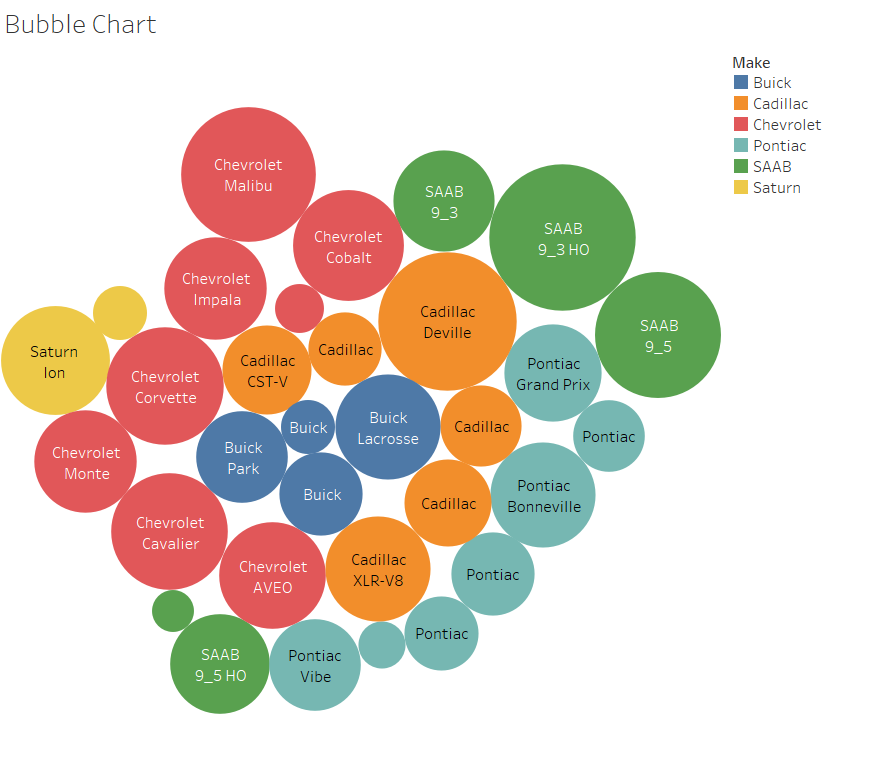 Bubble Chart
Make
Buick
Cadillac
Chevrolet
Pontiac
SAAB
Saturn
Chevrolet
Malibu
SAAB
9_3
SAAB
9_3 HO
Chevrolet
Cobalt
Chevrolet
Impala
Cadillac
Deville
SAAB
9_5
Saturn
Ion
Chevrolet
Corvette
Cadillac
CST-V
Cadillac
Pontiac
Grand Prix
Buick
Buick
Lacrosse
Cadillac
Pontiac
Chevrolet
Monte
Buick
Park
Buick
Cadillac
Pontiac
Bonneville
Chevrolet
Cavalier
Chevrolet
AVEO
Cadillac
XLR-V8
Pontiac
SAAB
9_5 HO
Pontiac
Vibe
Pontiac